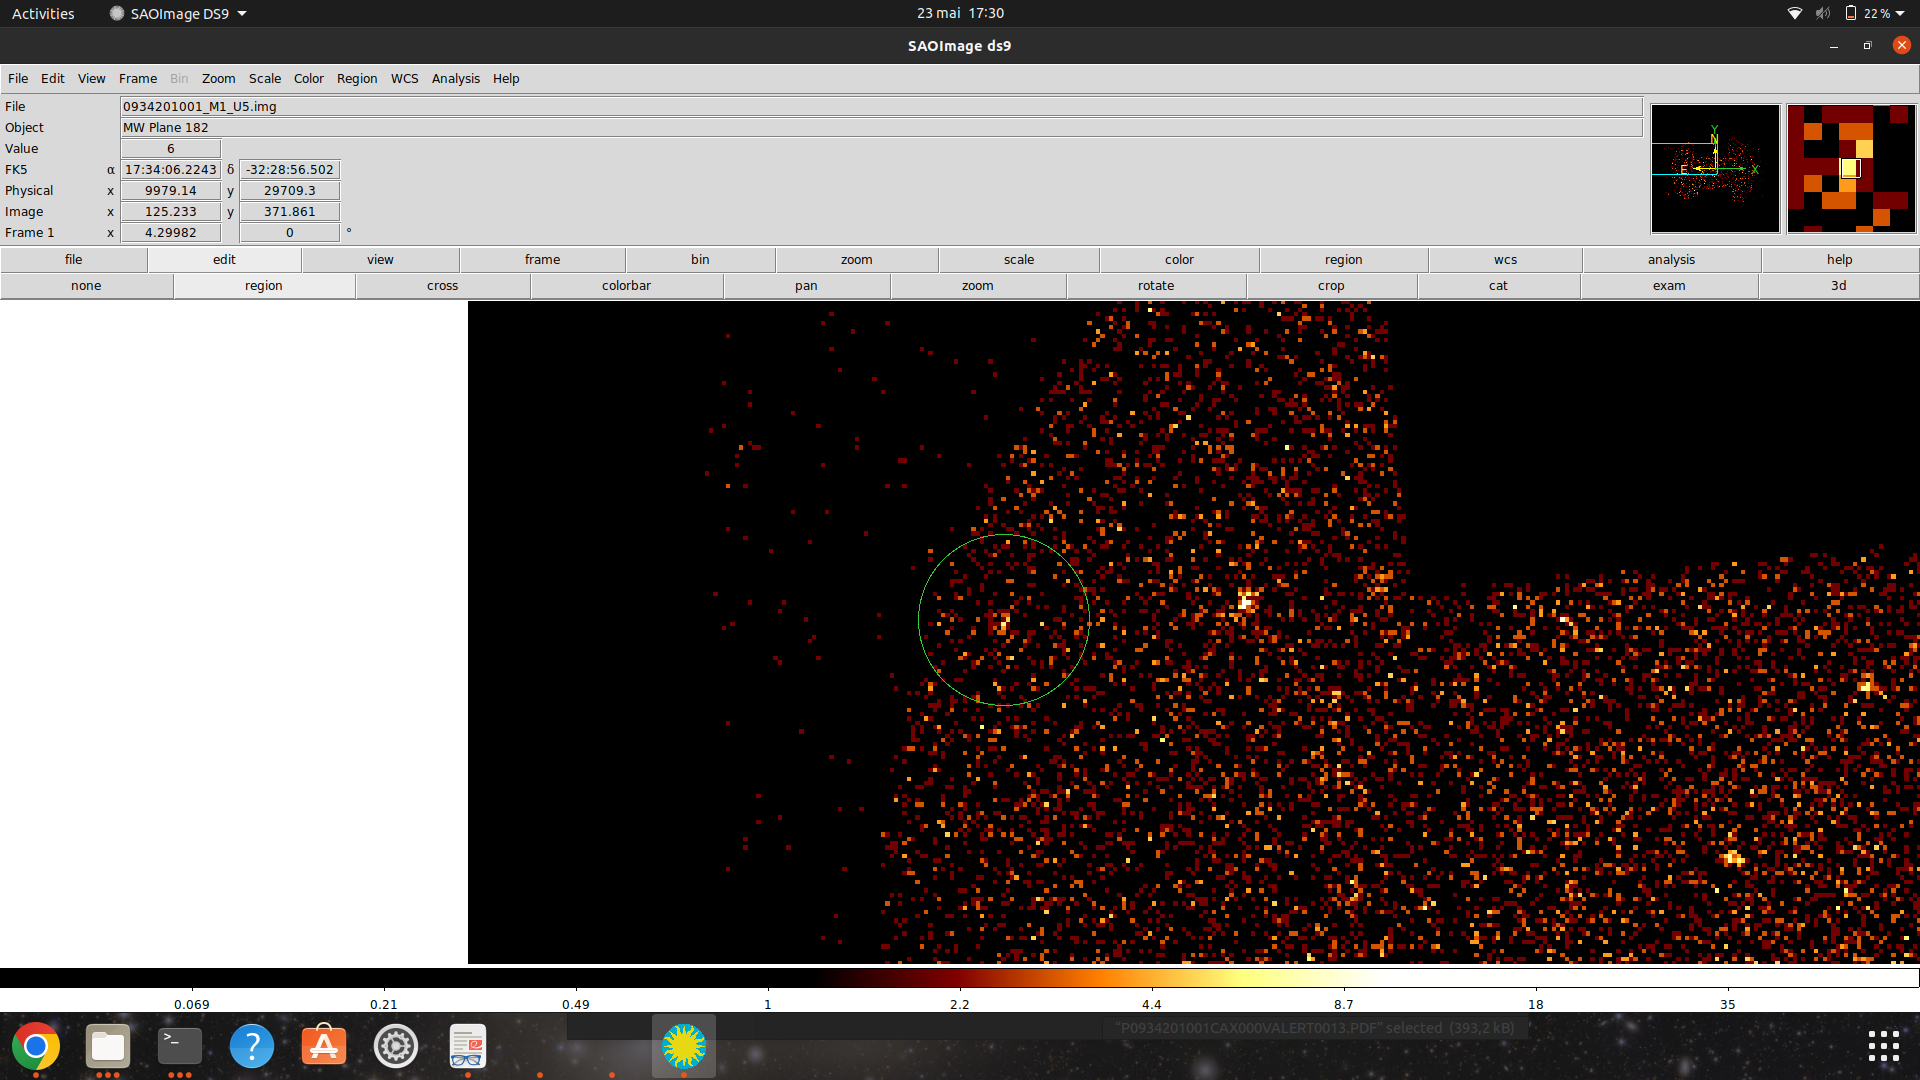 Activities SAOImage DS9 23 mai 17:30 22 %
SAOImage ds9
File Edit View Frame Bin Zoom Scale Color Region WCS Analysis Help
File 0934201001_M1_U5.img
Object MW Plane 182
Value 6
FK5 α 17:34:06.2243 δ -32:28:56.502
Physical x 9979.14 y 29709.3
Image x 125.233 y 371.861
Frame 1 x 4.29982 0 °
Y
N
E
X
file edit view frame bin zoom scale color region wcs analysis help
none region cross colorbar pan zoom rotate crop cat exam 3d
0.069 0.21 0.49 1 2.2 4.4 8.7 18 35
"P0934201001CAX000VALERT0013.PDF" selected (393,2 kB)